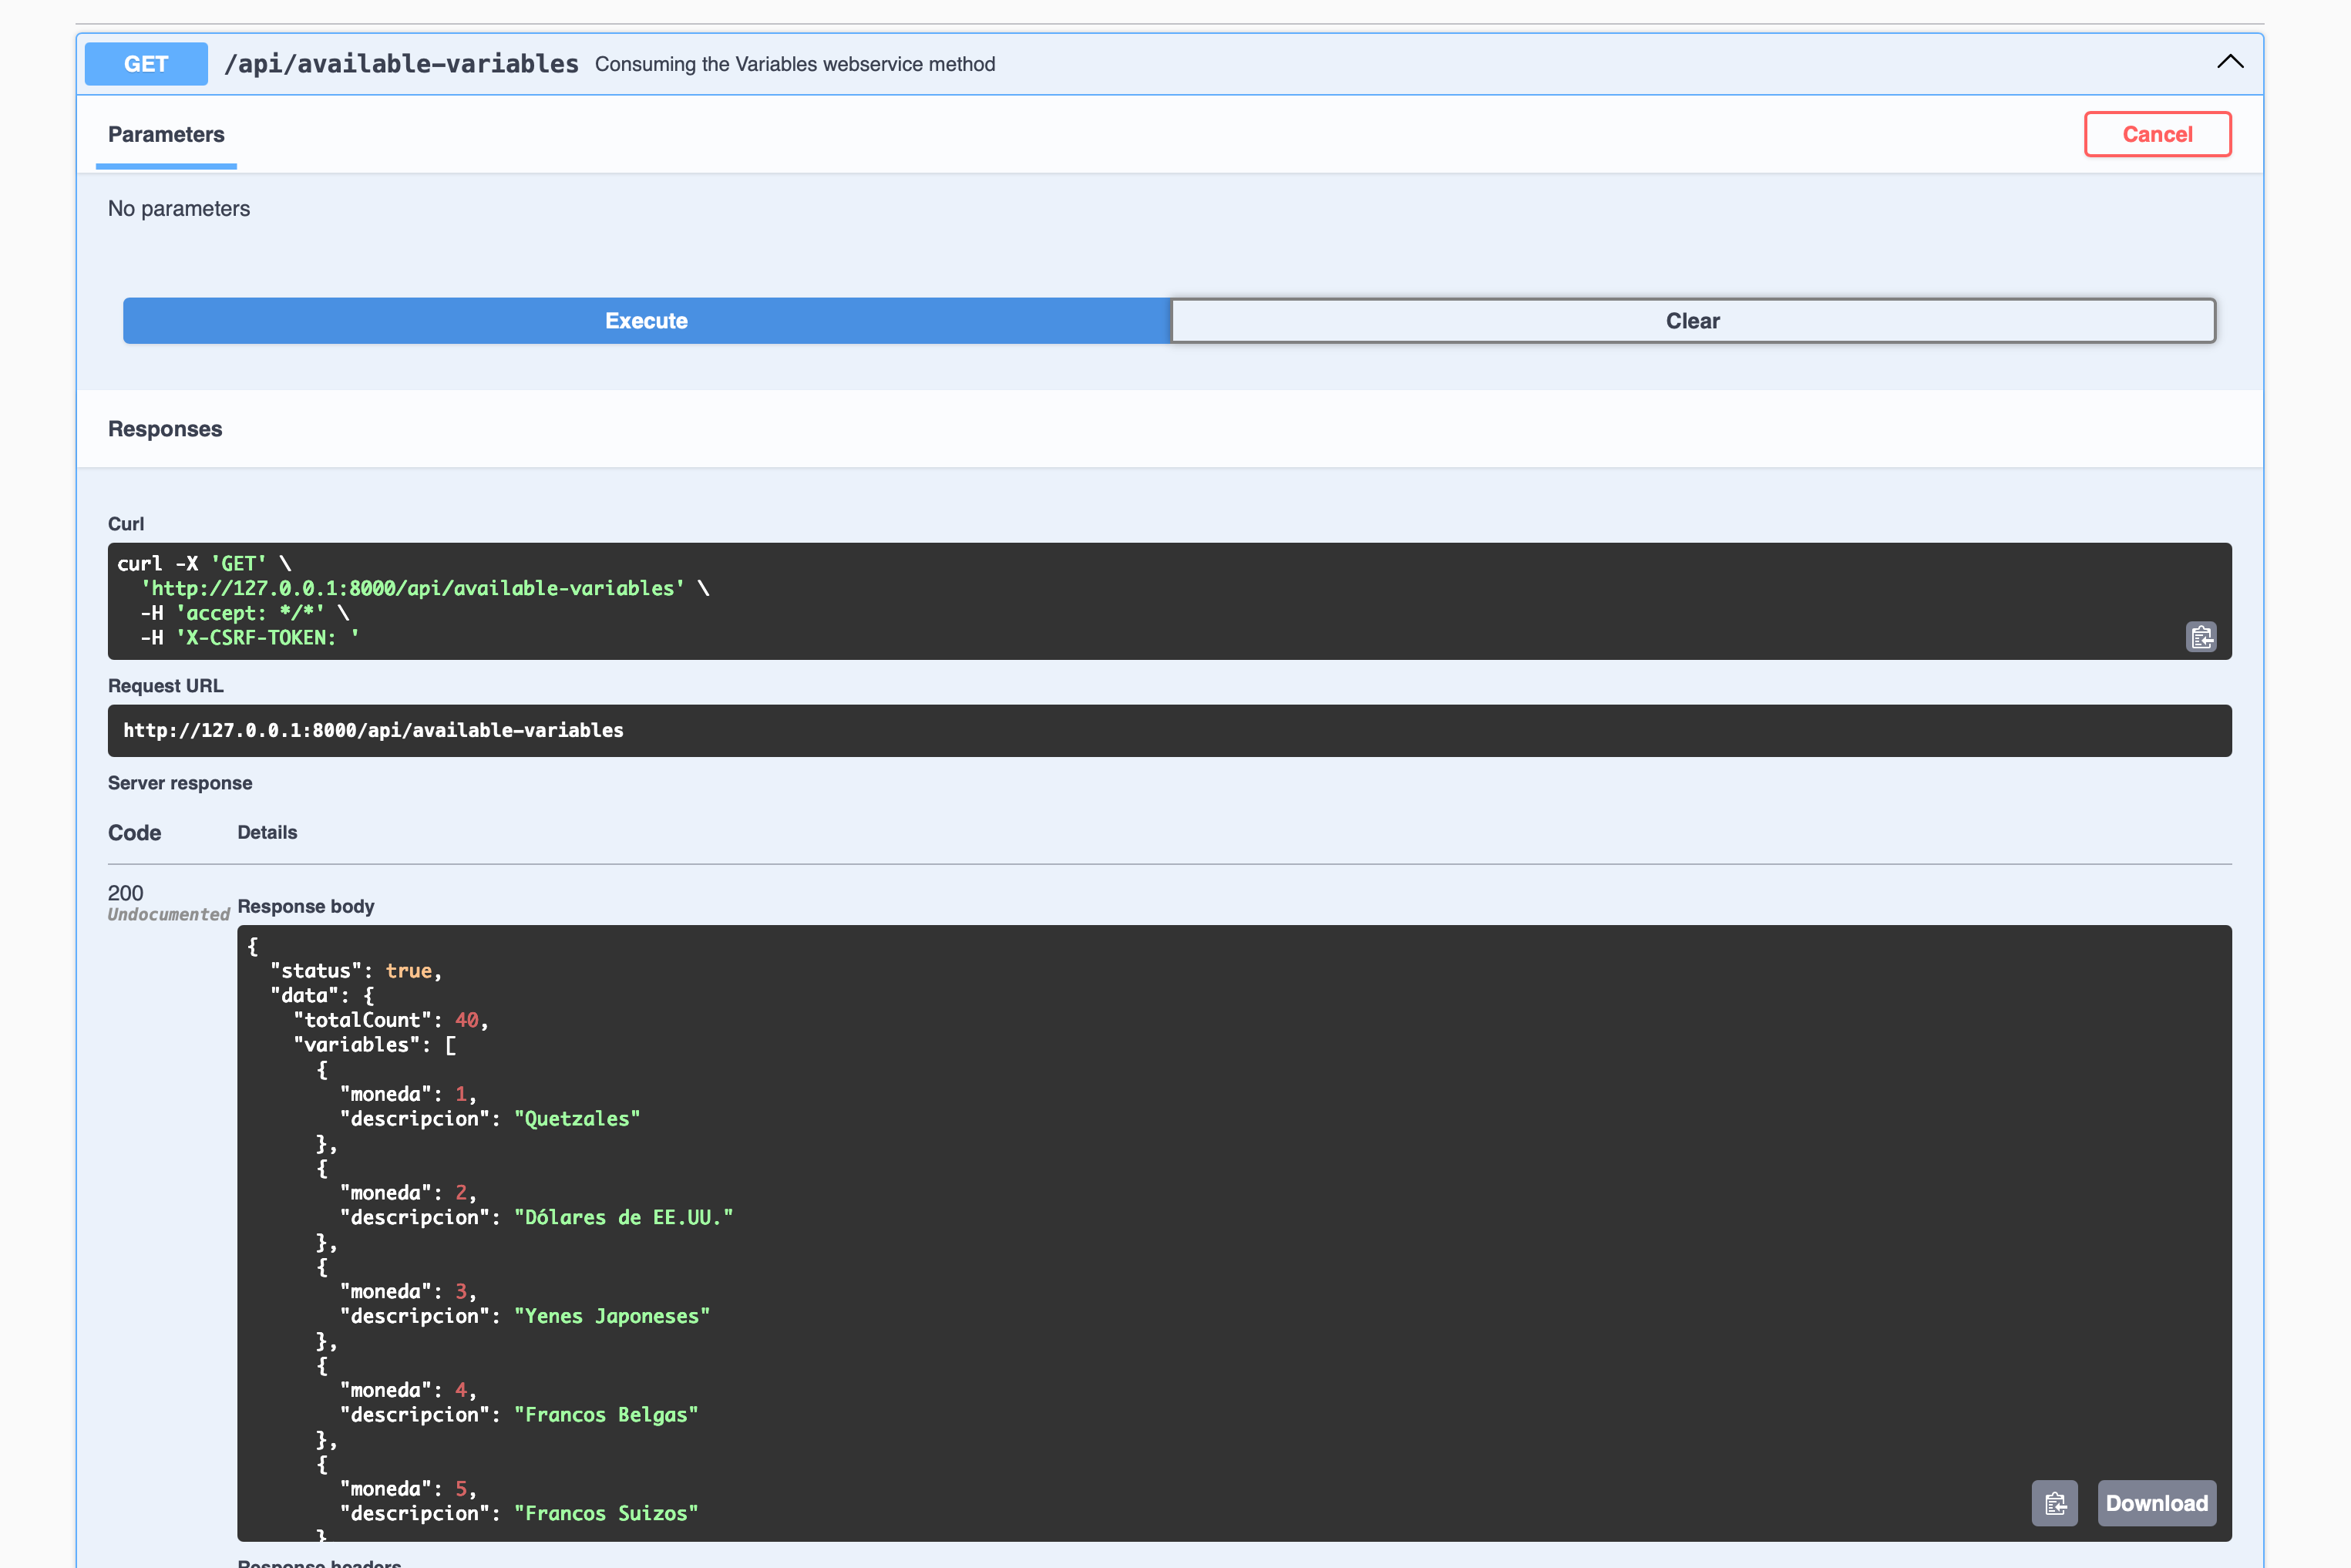 GET /api/available-variables Consuming the Variables webservice method
Parameters
Cancel
No parameters
Execute
Clear
Responses
Curl
curl -X 'GET' \
  'http://127.0.0.1:8000/api/available-variables' \
  -H 'accept: */*' \
  -H 'X-CSRF-TOKEN: '
Request URL
http://127.0.0.1:8000/api/available-variables
Server response
Code Details
200
Undocumented
Response body
{
  "status": true,
  "data": {
    "totalCount": 40,
    "variables": [
      {
        "moneda": 1,
        "descripcion": "Quetzales"
      },
      {
        "moneda": 2,
        "descripcion": "Dólares de EE.UU."
      },
      {
        "moneda": 3,
        "descripcion": "Yenes Japoneses"
      },
      {
        "moneda": 4,
        "descripcion": "Francos Belgas"
      },
      {
        "moneda": 5,
        "descripcion": "Francos Suizos"
      }
Download
Response headers